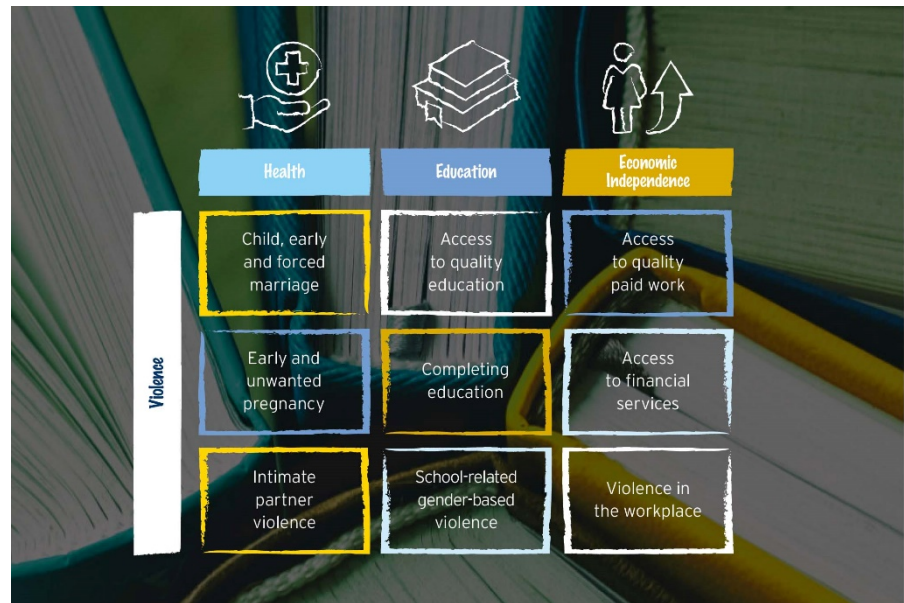 Health
Education
Economic
Independence
Violence
Child, early
and forced
marriage
Access
to quality
education
Access
to quality
paid work
Early and
unwanted
pregnancy
Completing
education
Access
to financial
services
Intimate
partner
violence
School-related
gender-based
violence
Violence in
the workplace